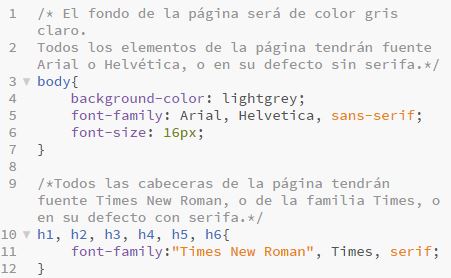 1 /* El fondo de la página será de color gris
claro.
2 Todos los elementos de la página tendrán fuente
Arial o Helvética, o en su defecto sin serifa.*/
3 body{
4 background-color: lightgrey;
5 font-family: Arial, Helvetica, sans-serif;
6 font-size: 16px;
7 }
8
9 /*Todos las cabeceras de la página tendrán
fuente Times New Roman, o de la familia Times, o
en su defecto con serifa.*/
10 h1, h2, h3, h4, h5, h6{
11 font-family:"Times New Roman", Times, serif;
12 }